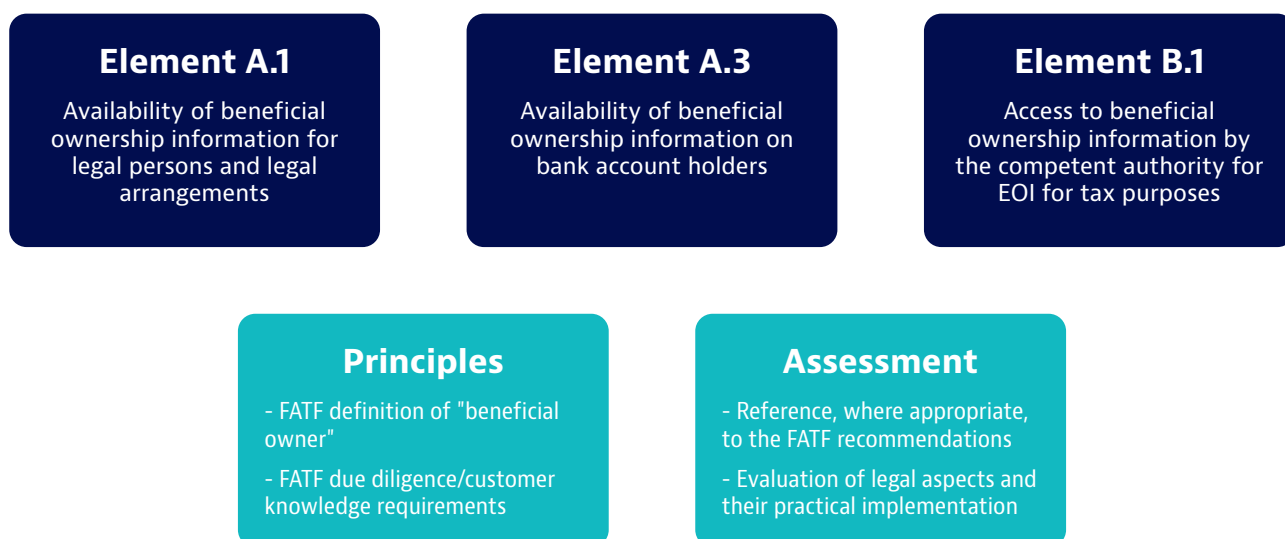 Element A.1
Availability of beneficial
ownership information for
legal persons and legal
arrangements
Element A.3
Availability of beneficial
ownership information on
bank account holders
Element B.1
Access to beneficial
ownership information by
the competent authority for
EOI for tax purposes
Principles
- FATF definition of "beneficial
owner"
- FATF due diligence/customer
knowledge requirements
Assessment
- Reference, where appropriate,
to the FATF recommendations
- Evaluation of legal aspects and
their practical implementation